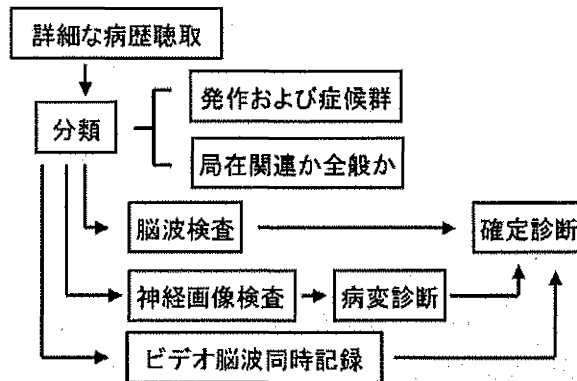 詳細な病歴聴取
分類
発作および症候群
局在関連か全般か
脳波検査
確定診断
神経画像検査
病変診断
ビデオ脳波同時記録